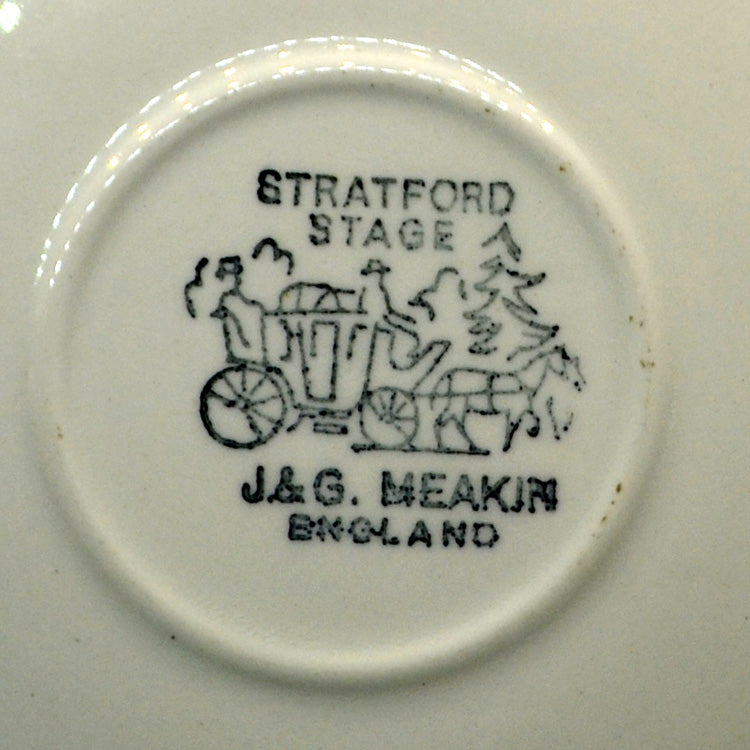 STRATFORD
STAGE
J.&G. MEAKIN
ENGLAND